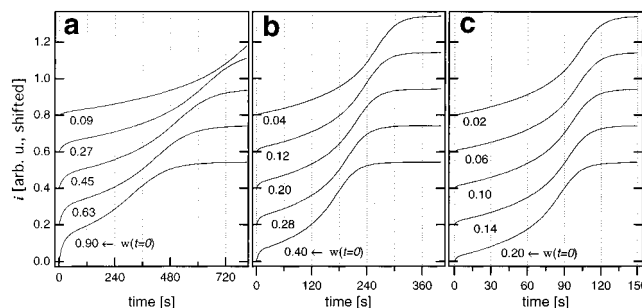 a
b
c
i [arb. u., shifted]
1.2
1.0
0.8
0.6
0.4
0.2
0.0
0.09
0.27
0.45
0.63
0.90 ← w(t=0)
0 240 480 720
time [s]
0.04
0.12
0.20
0.28
0.40 ← w(t=0)
0 120 240 360
time [s]
0.02
0.06
0.10
0.14
0.20 ← w(t=0)
0 30 60 90 120 150
time [s]